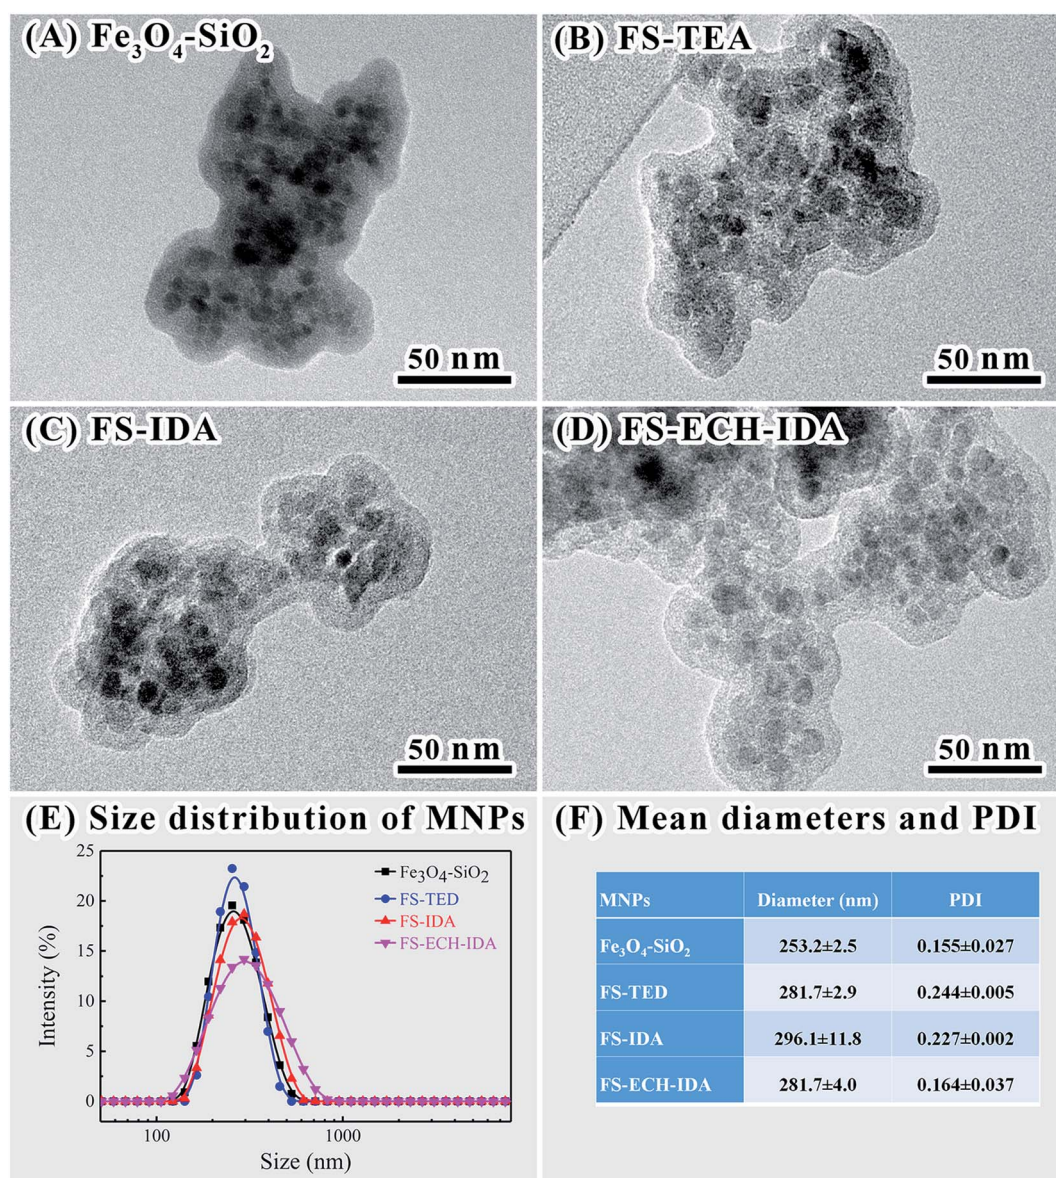 (A) Fe₃O₄-SiO₂
50 nm
(B) FS-TEA
50 nm
(C) FS-IDA
50 nm
(D) FS-ECH-IDA
50 nm
(E) Size distribution of MNPs
25
20
15
10
5
0
Intensity (%)
Fe₃O₄-SiO₂
FS-TED
FS-IDA
FS-ECH-IDA
100 1000
Size (nm)
(F) Mean diameters and PDI
MNPs Diameter (nm) PDI
Fe₃O₄-SiO₂ 253.2±2.5 0.155±0.027
FS-TED 281.7±2.9 0.244±0.005
FS-IDA 296.1±11.8 0.227±0.002
FS-ECH-IDA 281.7±4.0 0.164±0.037